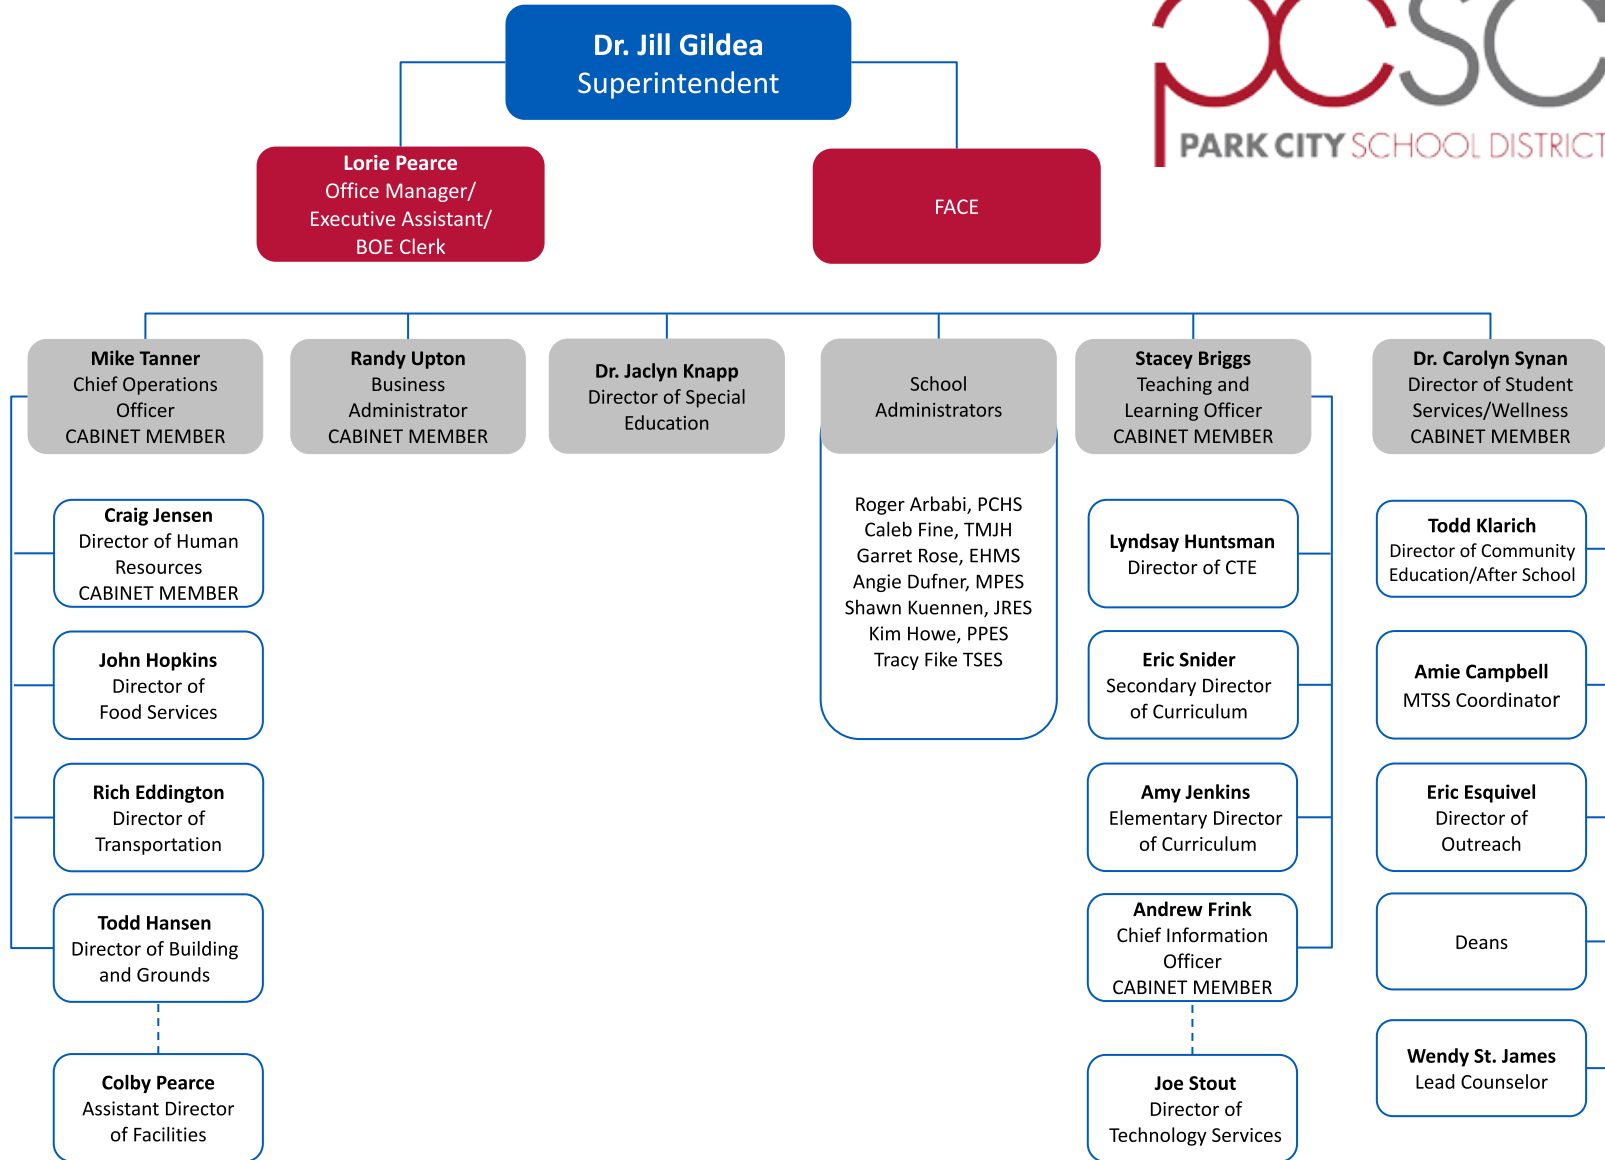 Dr. Jill Gildea
Superintendent
PCSC
PARK CITY SCHOOL DISTRICT
Lorie Pearce
Office Manager/
Executive Assistant/
BOE Clerk
FACE
Mike Tanner
Chief Operations
Officer
CABINET MEMBER
Randy Upton
Business
Administrator
CABINET MEMBER
Dr. Jaclyn Knapp
Director of Special
Education
School
Administrators
Stacey Briggs
Teaching and
Learning Officer
CABINET MEMBER
Dr. Carolyn Synan
Director of Student
Services/Wellness
CABINET MEMBER
Craig Jensen
Director of Human
Resources
CABINET MEMBER
John Hopkins
Director of
Food Services
Rich Eddington
Director of
Transportation
Todd Hansen
Director of Building
and Grounds
Colby Pearce
Assistant Director
of Facilities
Roger Arbabi, PCHS
Caleb Fine, TMJH
Garret Rose, EHMS
Angie Dufner, MPES
Shawn Kuennen, JRES
Kim Howe, PPES
Tracy Fike TSES
Lyndsay Huntsman
Director of CTE
Eric Snider
Secondary Director
of Curriculum
Amy Jenkins
Elementary Director
of Curriculum
Andrew Frink
Chief Information
Officer
CABINET MEMBER
Joe Stout
Director of
Technology Services
Todd Klarich
Director of Community
Education/After School
Amie Campbell
MTSS Coordinator
Eric Esquivel
Director of
Outreach
Deans
Wendy St. James
Lead Counselor